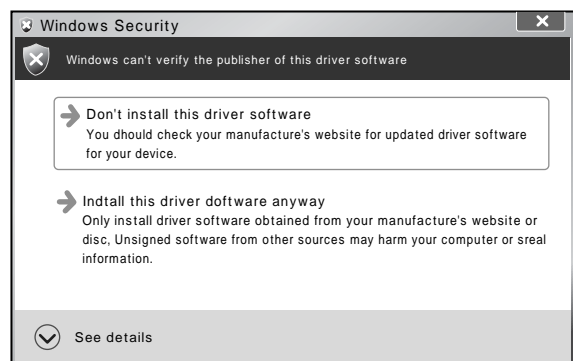 Windows Security
Windows can't verify the publisher of this driver software
Don't install this driver software
You dhould check your manufacture's website for updated driver software
for your device.
Indtall this driver doftware anyway
Only install driver software obtained from your manufacture's website or
disc, Unsigned software from other sources may harm your computer or sreal
information.
See details